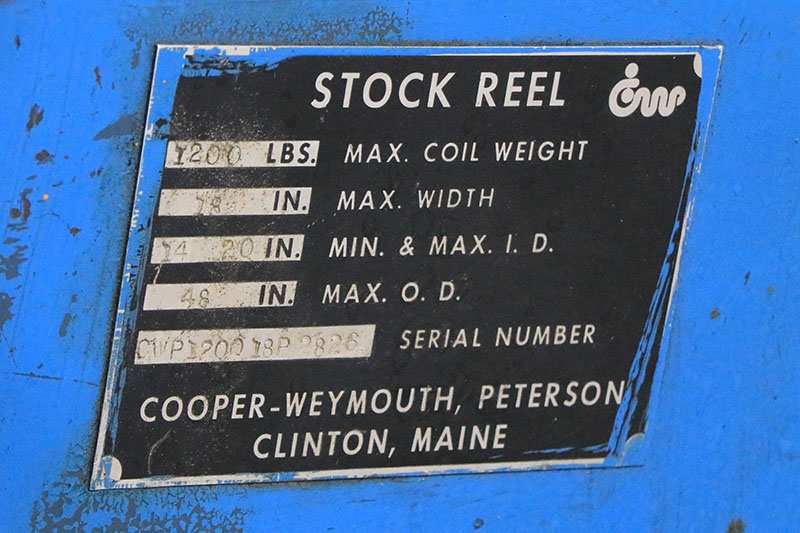 STOCK REEL cwp
1200 LBS. MAX. COIL WEIGHT
18 IN. MAX. WIDTH
14 20 IN. MIN. & MAX. I. D.
48 IN. MAX. O. D.
CWP1200 18P 2826 SERIAL NUMBER
COOPER-WEYMOUTH, PETERSON
CLINTON, MAINE